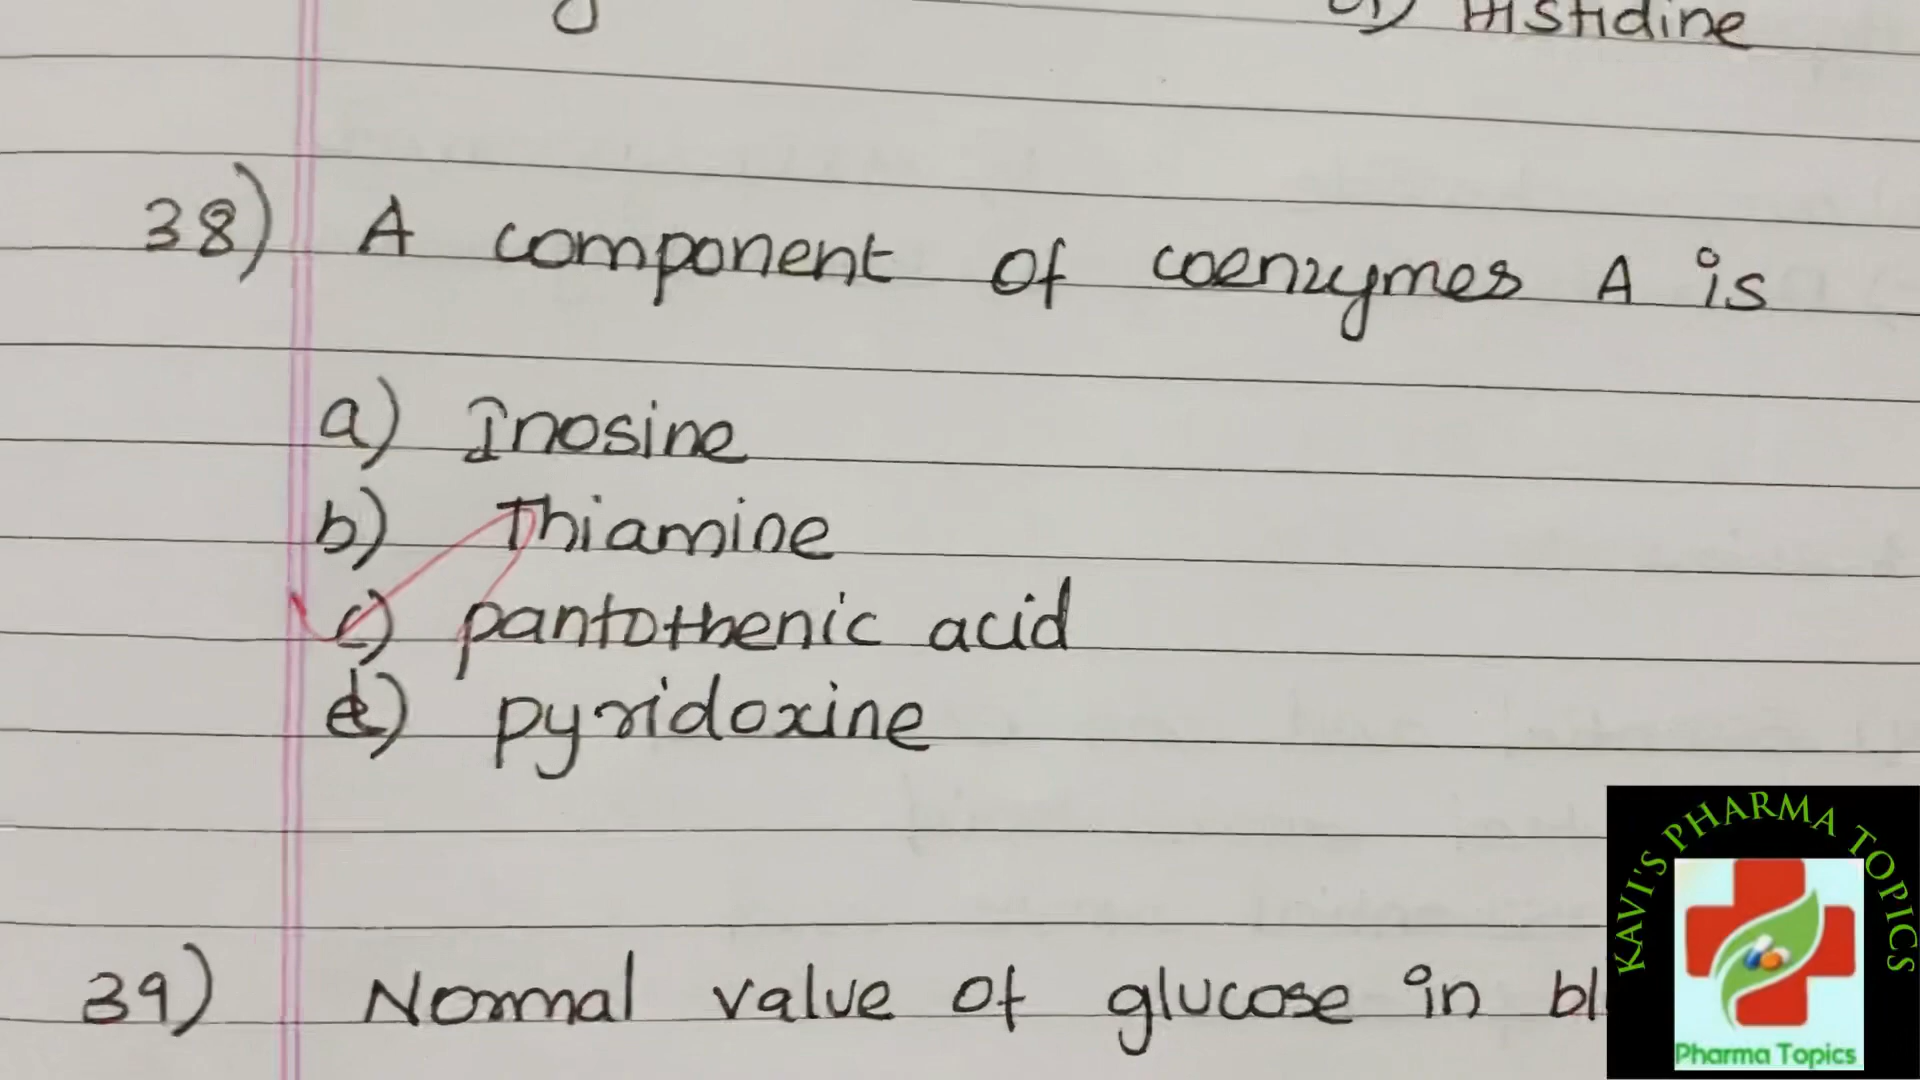 d) Histidine
38) A component of coenzymes A is
a) Inosine
b) Thiamine
c) pantothenic acid
d) pyridoxine
39) Normal value of glucose in bl
KAVI'S PHARMA TOPICS
Pharma Topics